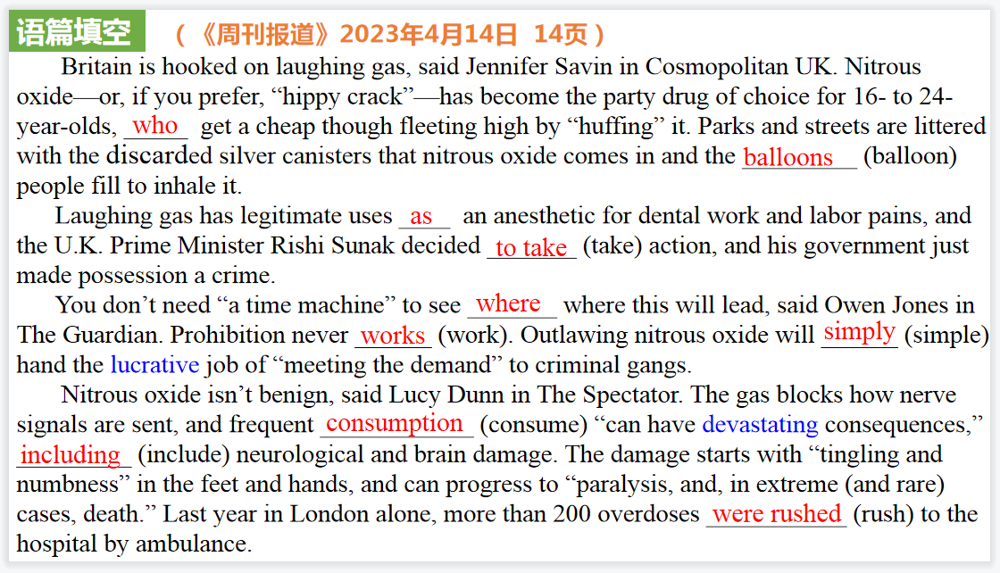 语篇填空 （《周刊报道》2023年4月14日 14页）
Britain is hooked on laughing gas, said Jennifer Savin in Cosmopolitan UK. Nitrous
oxide—or, if you prefer, “hippy crack”—has become the party drug of choice for 16- to 24-
year-olds, who get a cheap though fleeting high by “huffing” it. Parks and streets are littered
with the discarded silver canisters that nitrous oxide comes in and the balloons (balloon)
people fill to inhale it.
Laughing gas has legitimate uses as an anesthetic for dental work and labor pains, and
the U.K. Prime Minister Rishi Sunak decided to take (take) action, and his government just
made possession a crime.
You don’t need “a time machine” to see where where this will lead, said Owen Jones in
The Guardian. Prohibition never works (work). Outlawing nitrous oxide will simply (simple)
hand the lucrative job of “meeting the demand” to criminal gangs.
Nitrous oxide isn’t benign, said Lucy Dunn in The Spectator. The gas blocks how nerve
signals are sent, and frequent consumption (consume) “can have devastating consequences,”
including (include) neurological and brain damage. The damage starts with “tingling and
numbness” in the feet and hands, and can progress to “paralysis, and, in extreme (and rare)
cases, death.” Last year in London alone, more than 200 overdoses were rushed (rush) to the
hospital by ambulance.